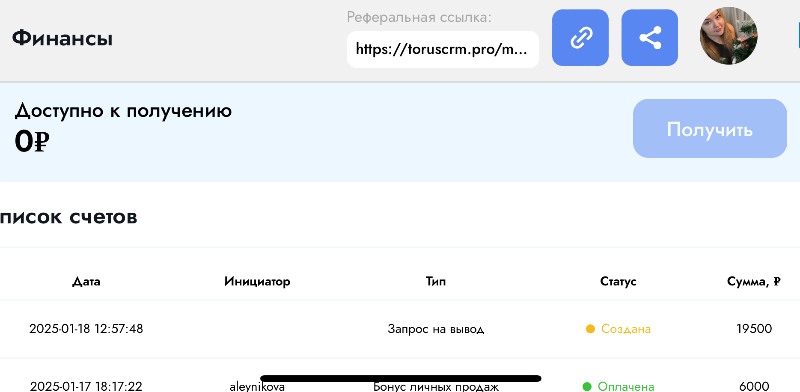 Реферальная ссылка:
Финансы
https://toruscrm.pro/m...
Доступно к получению
0₽
Получить
писок счетов
Дата Инициатор Тип Статус Сумма, ₽
2025-01-18 12:57:48 Запрос на вывод Создана 19500
2025-01-17 18:17:22 aleynikova Бонус личных продаж Оплачена 6000